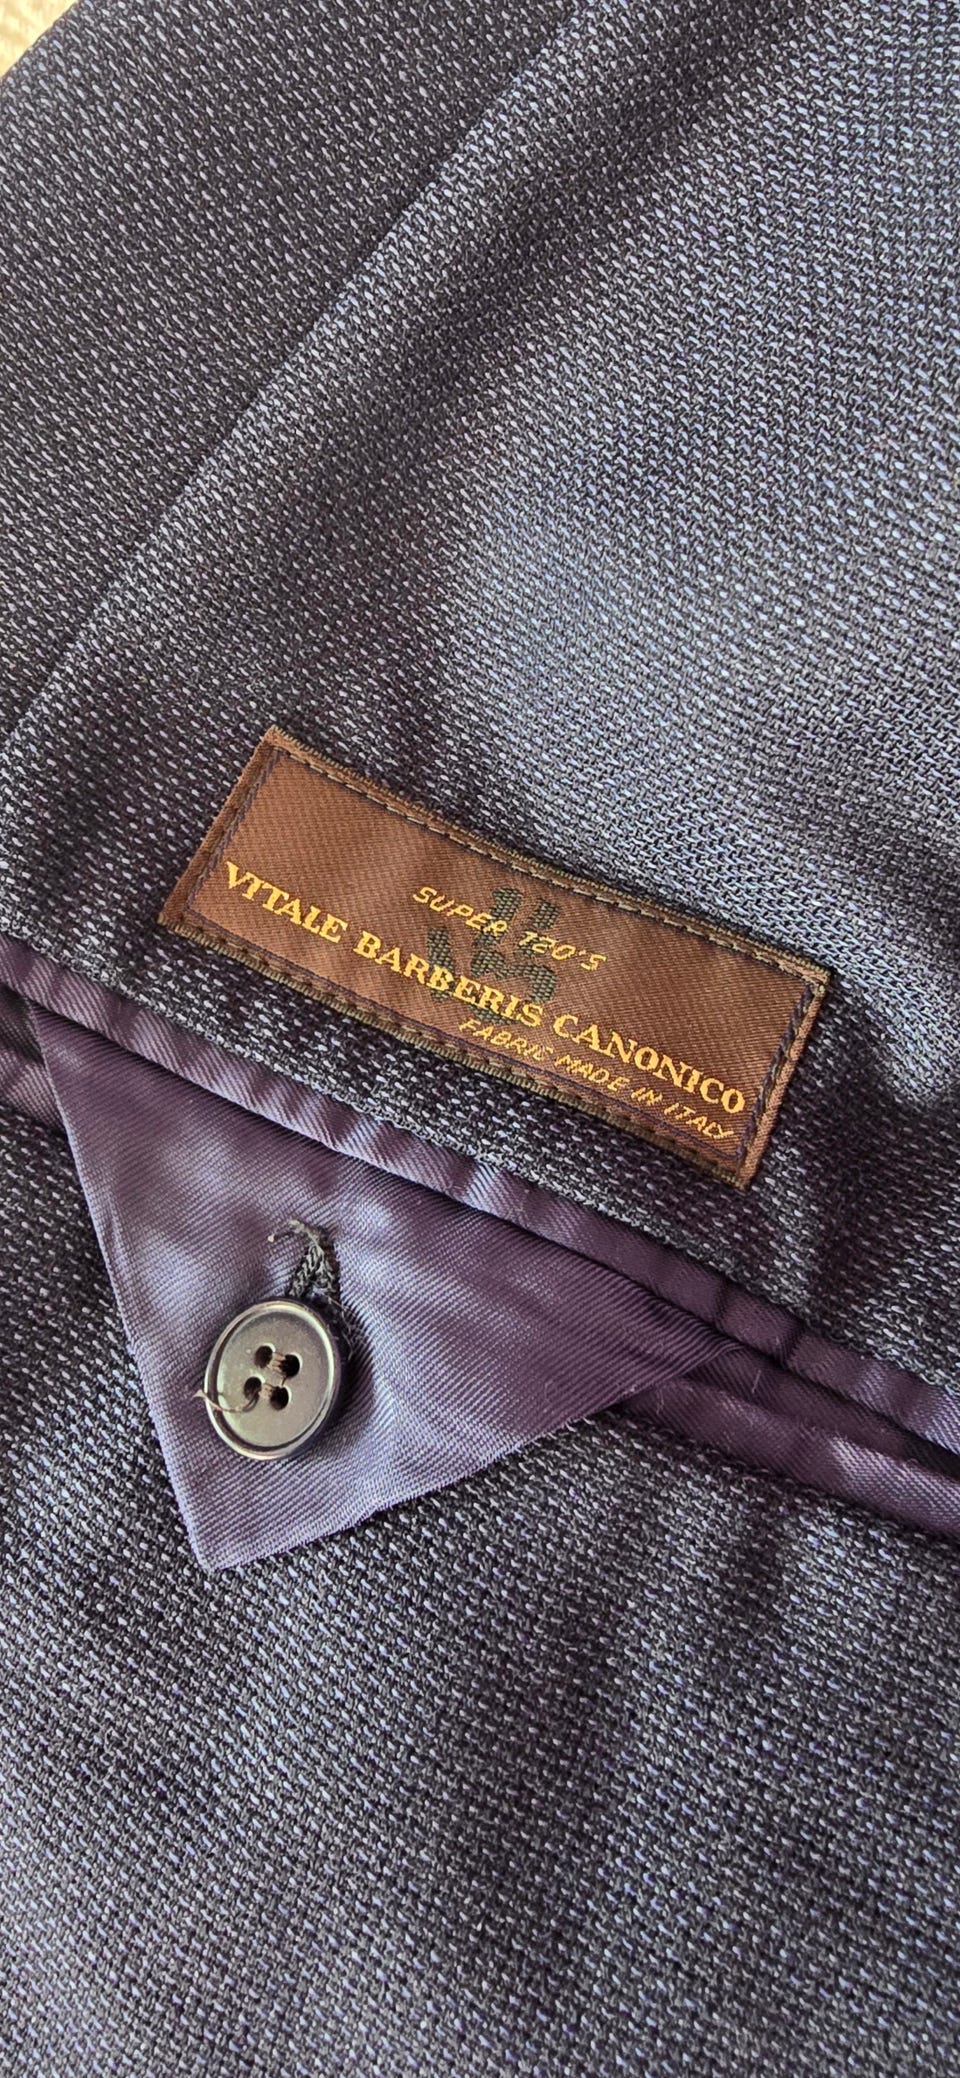 SUPER 120'S
VITALE BARBERIS CANONICO
FABRIC MADE IN ITALY